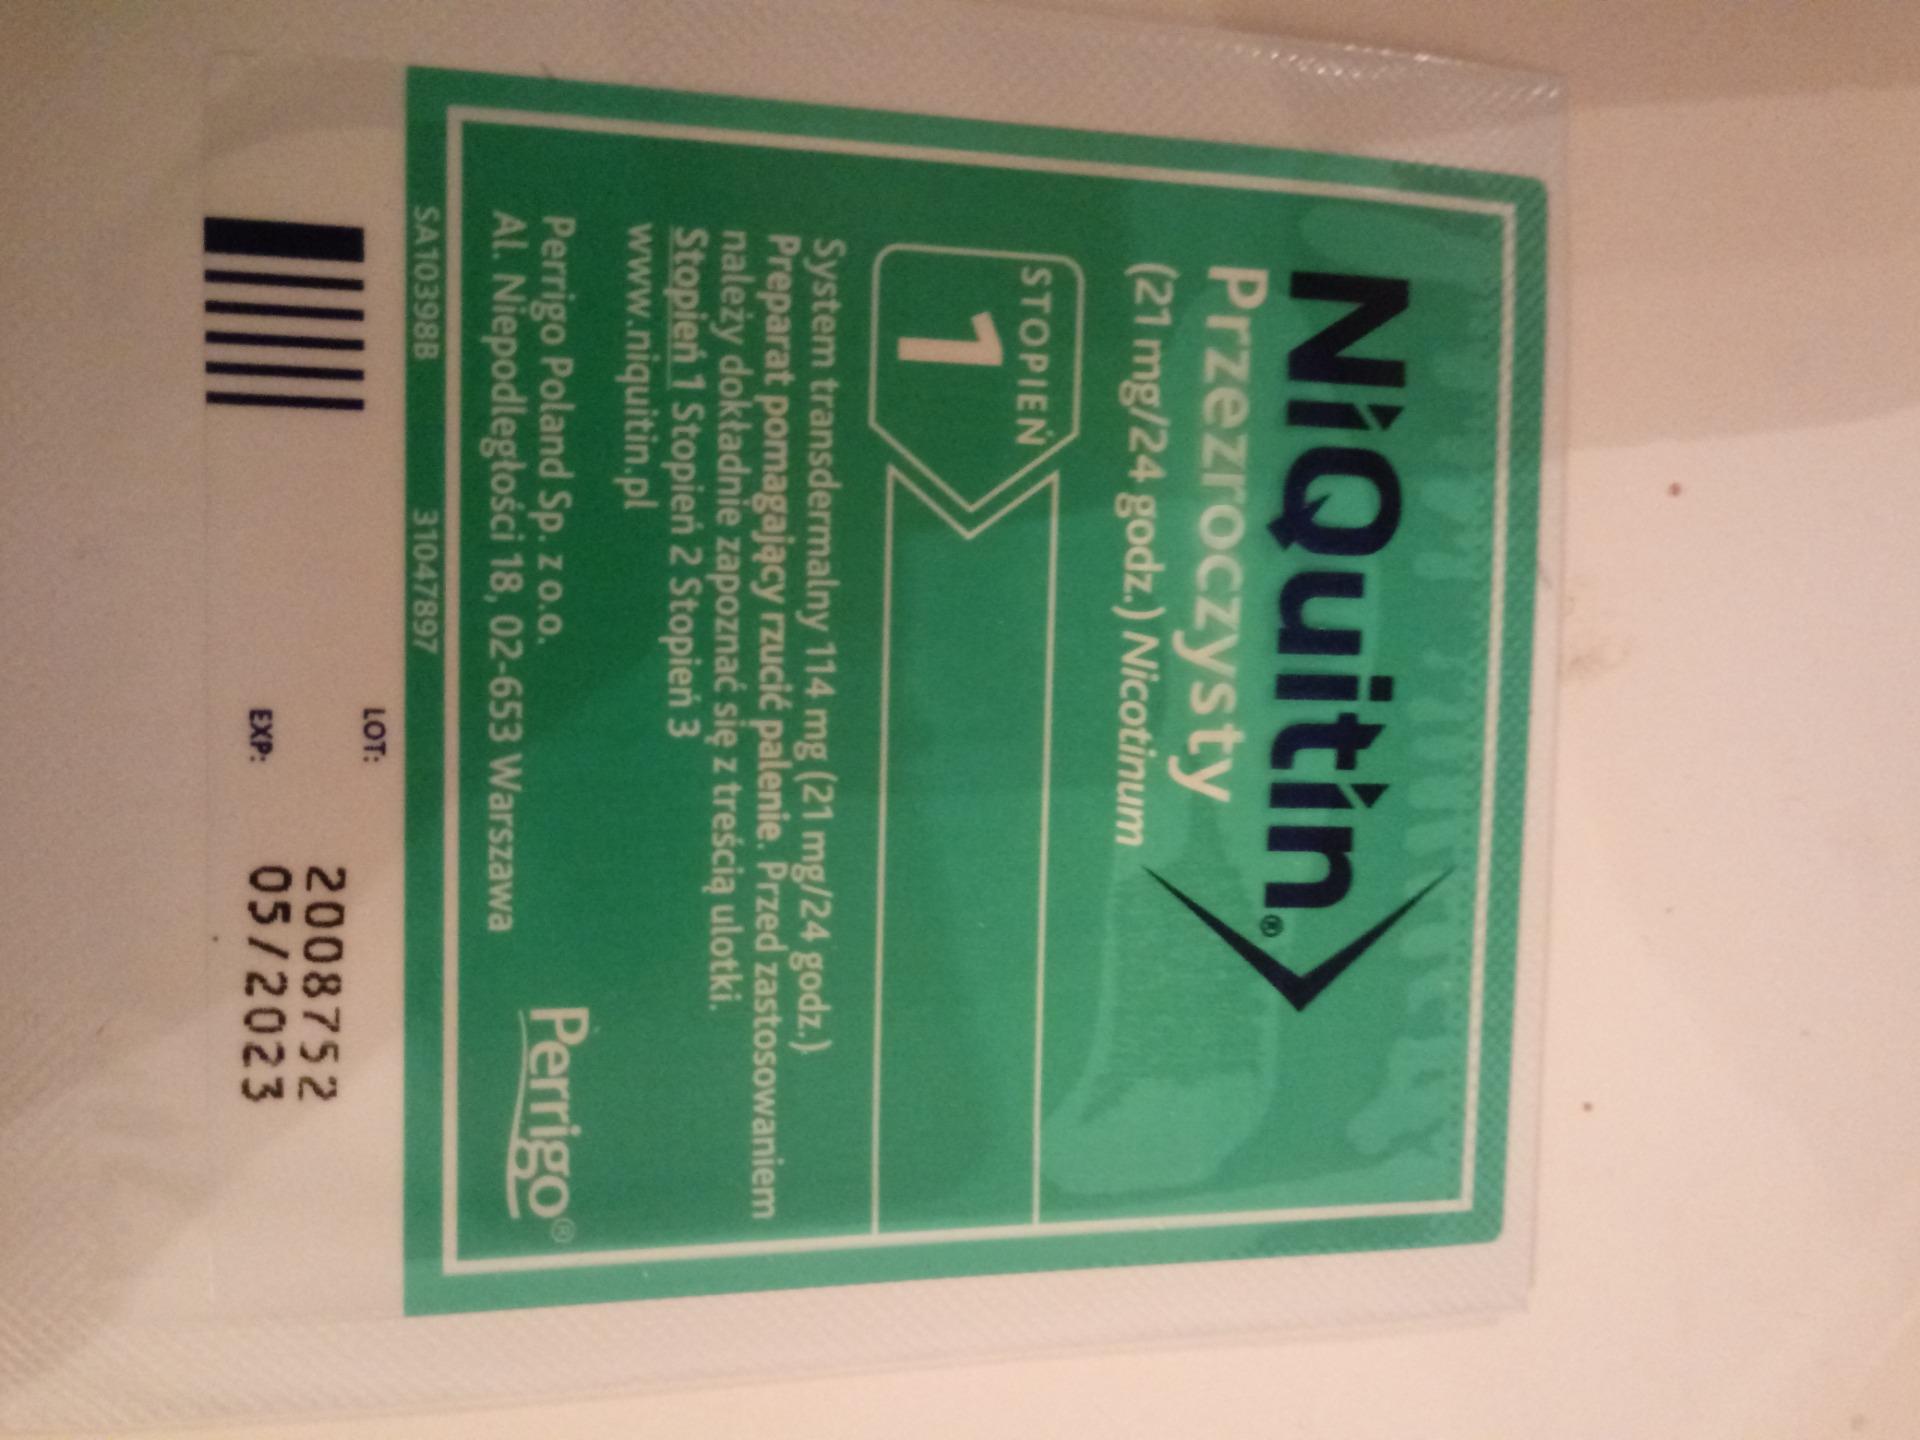 NiQuitin®
Przezroczysty
(21 mg/24 godz.) Nicotinum
STOPIEŃ
1
System transdermalny 114 mg (21 mg/24 godz.)
Preparat pomagający rzucić palenie. Przed zastosowaniem
należy dokładnie zapoznać się z treścią ulotki.
Stopień 1 Stopień 2 Stopień 3
www.niquitin.pl
Perrigo Poland Sp. z o.o.
Al. Niepodległości 18, 02-653 Warszawa
Perrigo®
SA10398B 31047897
LOT: 2008752
EXP: 05/2023